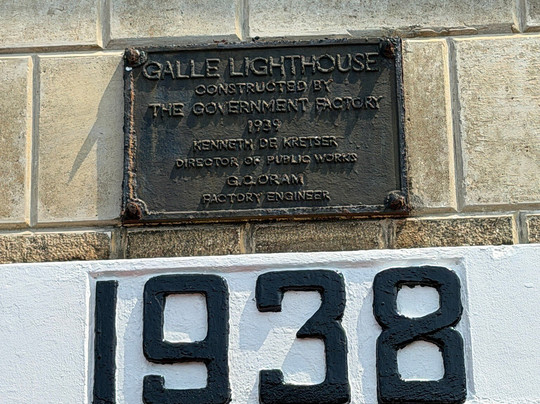 GALLE LIGHTHOUSE
CONSTRUCTED BY
THE GOVERNMENT FACTORY
1939
KENNETH DE KRETSER
DIRECTOR OF PUBLIC WORKS
G.C.ORAM
FACTORY ENGINEER
1938